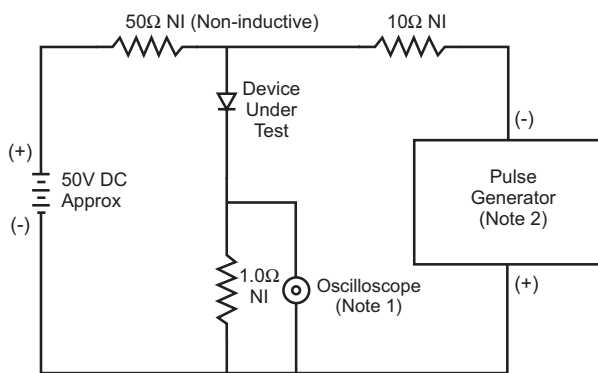 50Ω NI (Non-inductive)
10Ω NI
Device
Under
Test
(-)
(+)
50V DC
Approx
(-)
Pulse
Generator
(Note 2)
1.0Ω
NI
Oscilloscope
(Note 1)
(+)